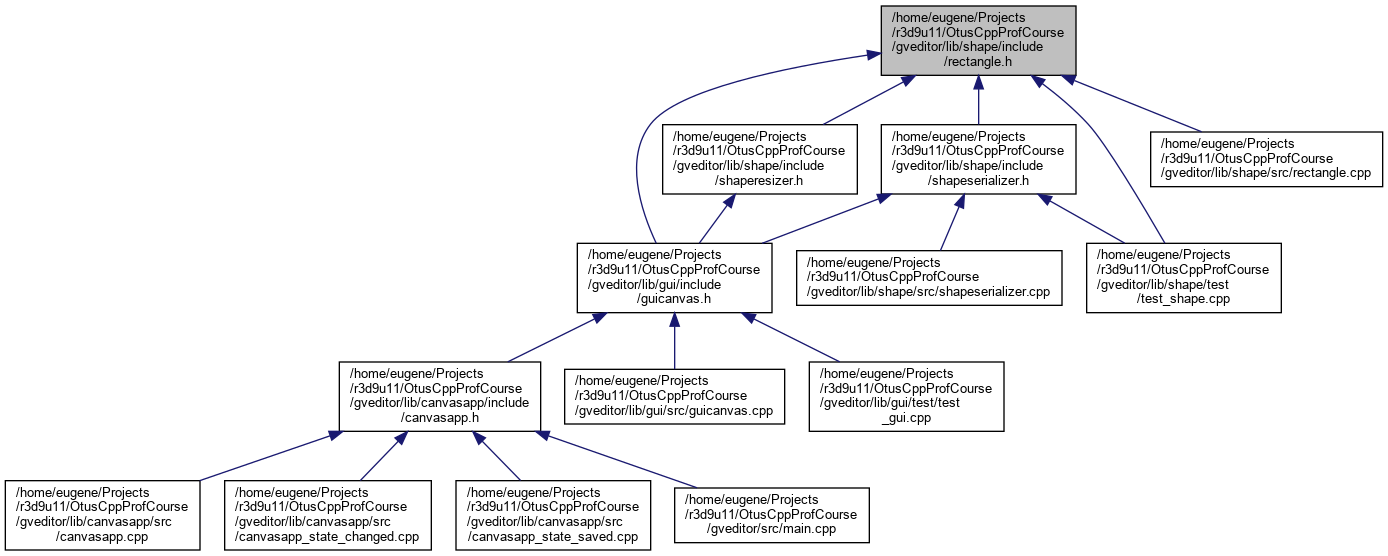 /home/eugene/Projects
/r3d9u11/OtusCppProfCourse
/gveditor/lib/shape/include
/rectangle.h
/home/eugene/Projects
/r3d9u11/OtusCppProfCourse
/gveditor/lib/shape/include
/shaperesizer.h
/home/eugene/Projects
/r3d9u11/OtusCppProfCourse
/gveditor/lib/shape/include
/shapeserializer.h
/home/eugene/Projects
/r3d9u11/OtusCppProfCourse
/gveditor/lib/shape/src/rectangle.cpp
/home/eugene/Projects
/r3d9u11/OtusCppProfCourse
/gveditor/lib/gui/include
/guicanvas.h
/home/eugene/Projects
/r3d9u11/OtusCppProfCourse
/gveditor/lib/shape/src/shapeserializer.cpp
/home/eugene/Projects
/r3d9u11/OtusCppProfCourse
/gveditor/lib/shape/test
/test_shape.cpp
/home/eugene/Projects
/r3d9u11/OtusCppProfCourse
/gveditor/lib/canvasapp/include
/canvasapp.h
/home/eugene/Projects
/r3d9u11/OtusCppProfCourse
/gveditor/lib/gui/src/guicanvas.cpp
/home/eugene/Projects
/r3d9u11/OtusCppProfCourse
/gveditor/lib/gui/test/test
_gui.cpp
/home/eugene/Projects
/r3d9u11/OtusCppProfCourse
/gveditor/lib/canvasapp/src
/canvasapp.cpp
/home/eugene/Projects
/r3d9u11/OtusCppProfCourse
/gveditor/lib/canvasapp/src
/canvasapp_state_changed.cpp
/home/eugene/Projects
/r3d9u11/OtusCppProfCourse
/gveditor/lib/canvasapp/src
/canvasapp_state_saved.cpp
/home/eugene/Projects
/r3d9u11/OtusCppProfCourse
/gveditor/src/main.cpp